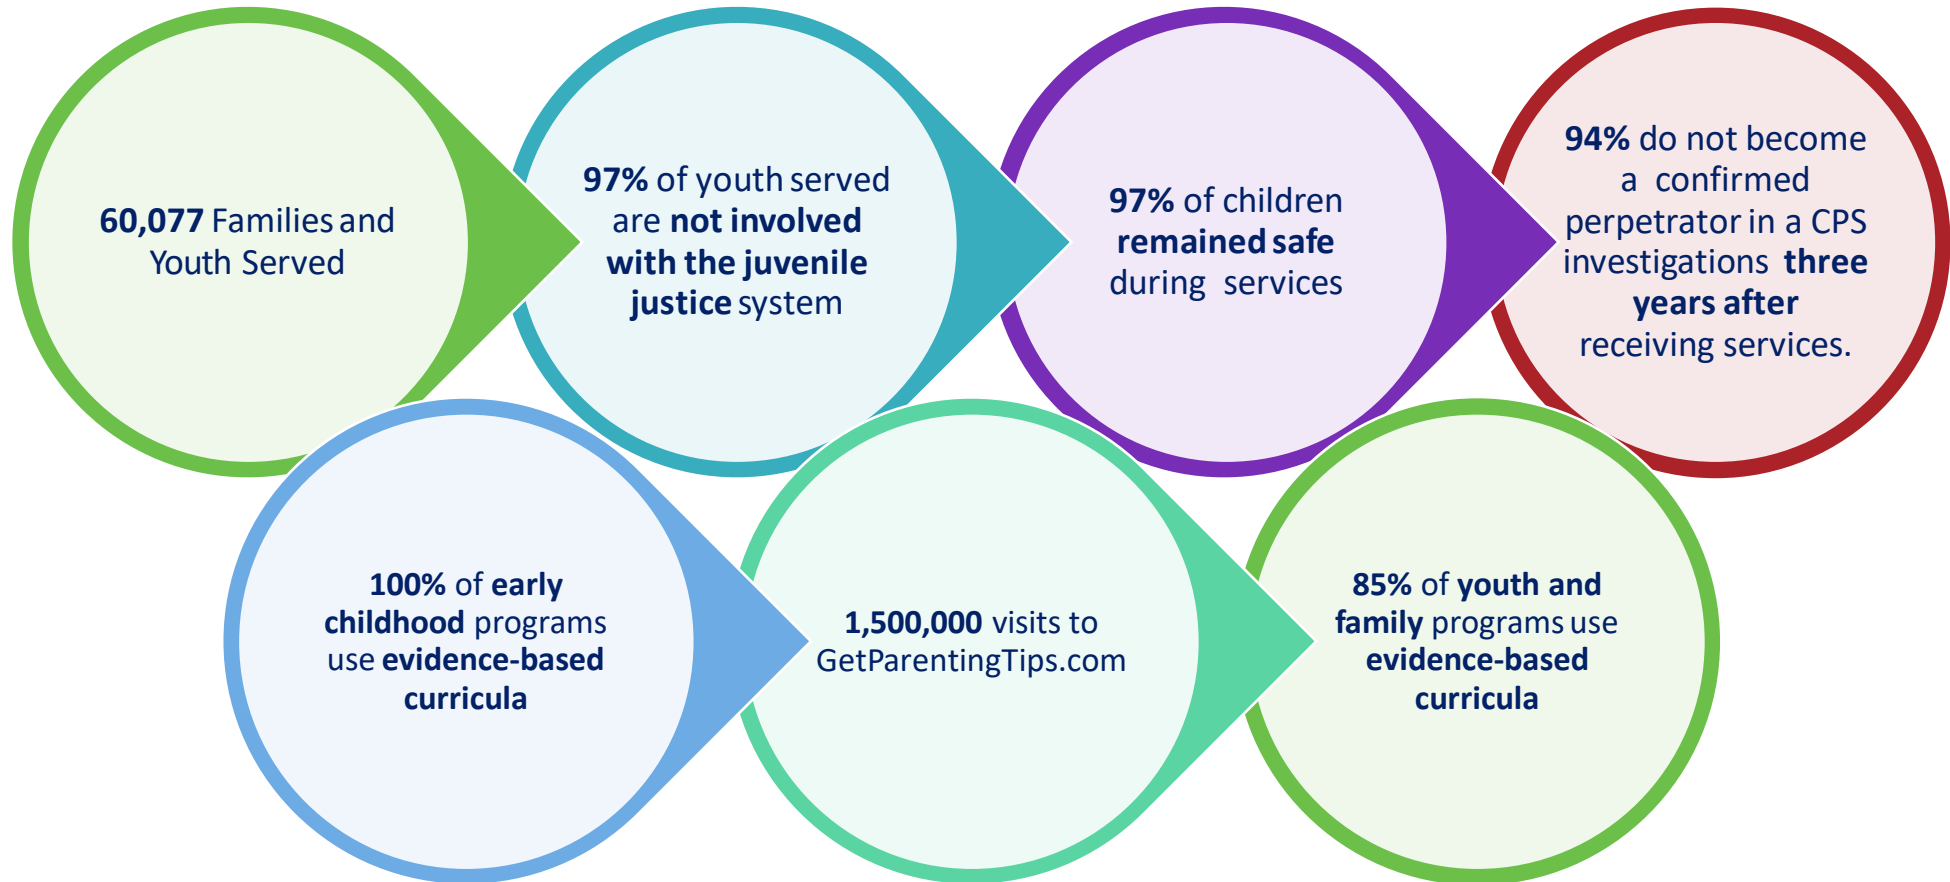 60,077 Families and
Youth Served
97% of youth served
are not involved
with the juvenile
justice system
97% of children
remained safe
during services
94% do not become
a confirmed
perpetrator in a CPS
investigations three
years after
receiving services.
100% of early
childhood programs
use evidence-based
curricula
1,500,000 visits to
GetParentingTips.com
85% of youth and
family programs use
evidence-based
curricula